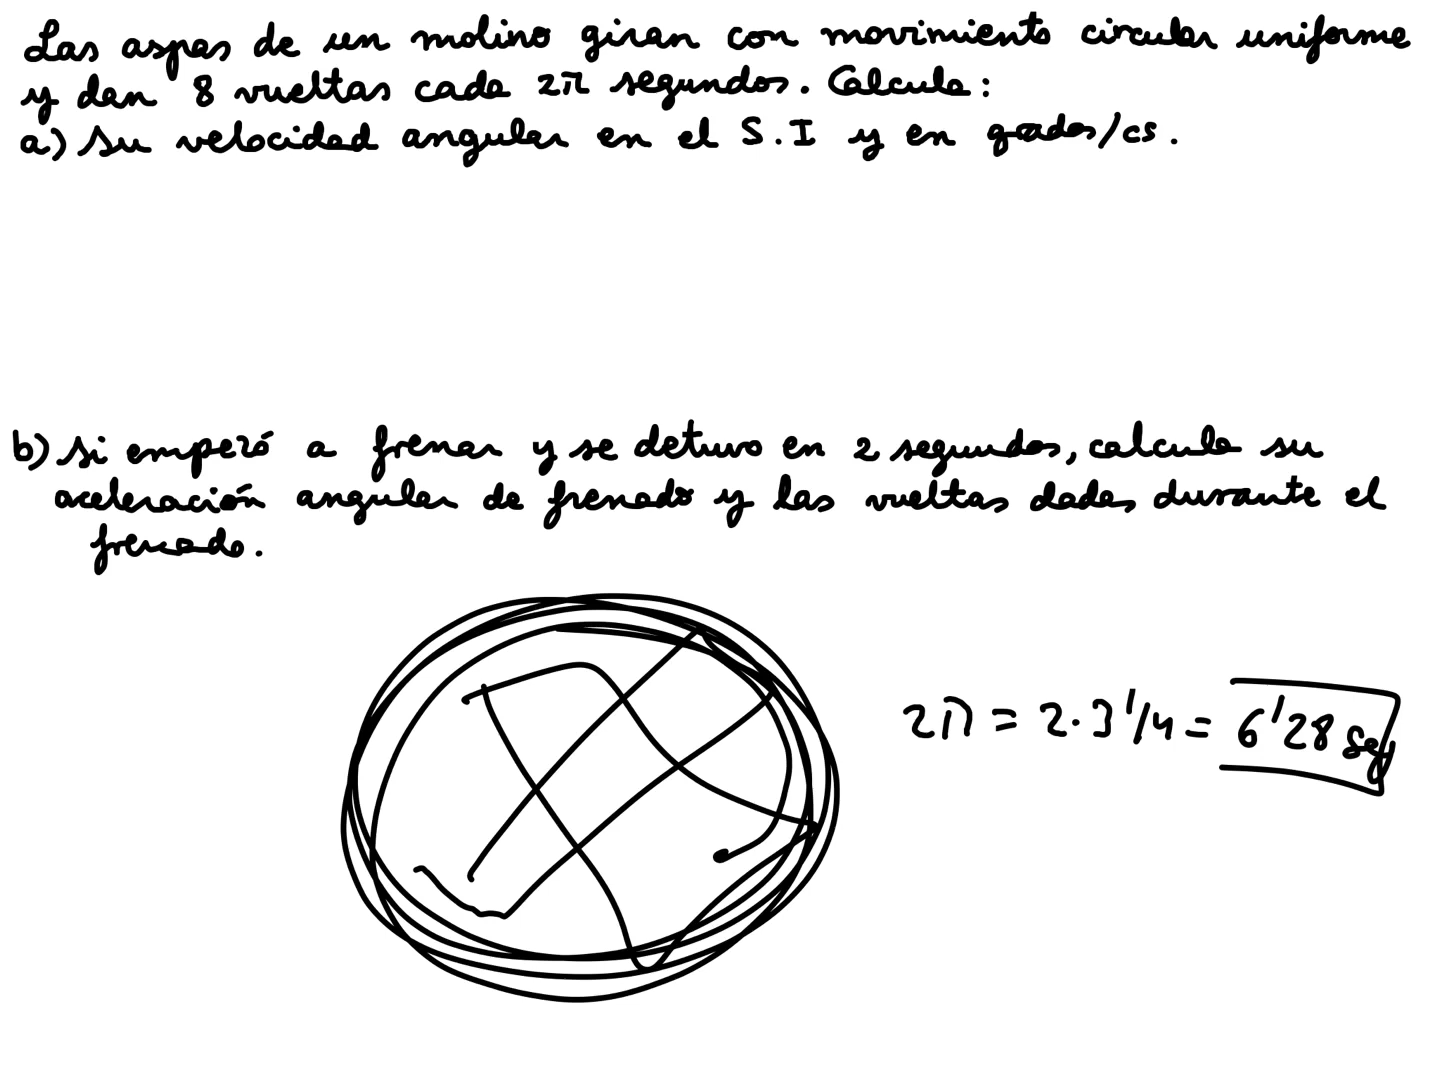 Las aspas de un molino giran con movimiento circular uniforme
y dan 8 vueltas cada 2π segundos. Calcula:
a) Su velocidad angular en el S.I y en grados/cs.
b) Si empezó a frenar y se detuvo en 2 segundos, calcula su
aceleración angular de frenado y las vueltas dadas durante el
frenado.
2π = 2·3'14 = 6'28 seg